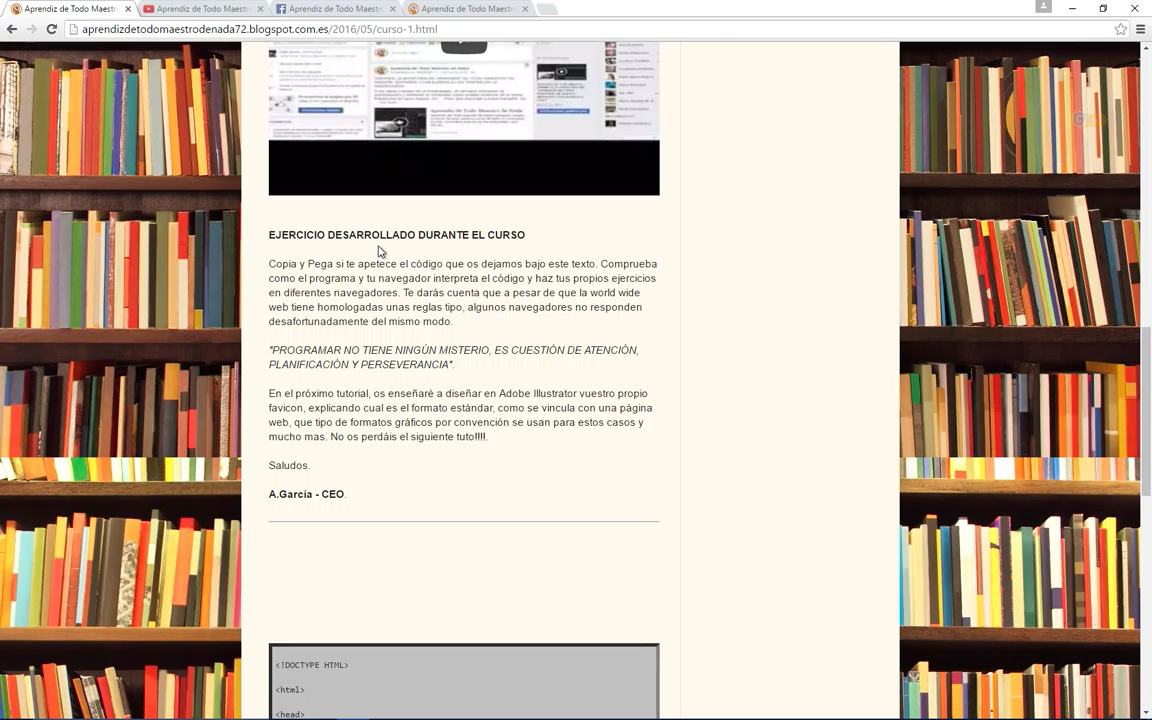 Aprendiz de Todo Maestr
Aprendiz de Todo Maestr
Aprendiz de Todo Maestr
Aprendiz de Todo Maestr
aprendizdetodomaestrodenada72.blogspot.com.es/2016/05/curso-1.html
EJERCICIO DESARROLLADO DURANTE EL CURSO
Copia y Pega si te apetece el código que os dejamos bajo este texto. Comprueba
como el programa y tu navegador interpreta el código y haz tus propios ejercicios
en diferentes navegadores. Te darás cuenta que a pesar de que la world wide
web tiene homologadas unas reglas tipo, algunos navegadores no responden
desafortunadamente del mismo modo.
"PROGRAMAR NO TIENE NINGÚN MISTERIO, ES CUESTIÓN DE ATENCIÓN,
PLANIFICACIÓN Y PERSEVERANCIA".
En el próximo tutorial, os enseñaré a diseñar en Adobe Illustrator vuestro propio
favicon, explicando cual es el formato estándar, como se vincula con una página
web, que tipo de formatos gráficos por convención se usan para estos casos y
mucho mas. No os perdáis el siguiente tuto!!!!.
Saludos.
A.García - CEO.
<!DOCTYPE HTML>
<html>
<head>